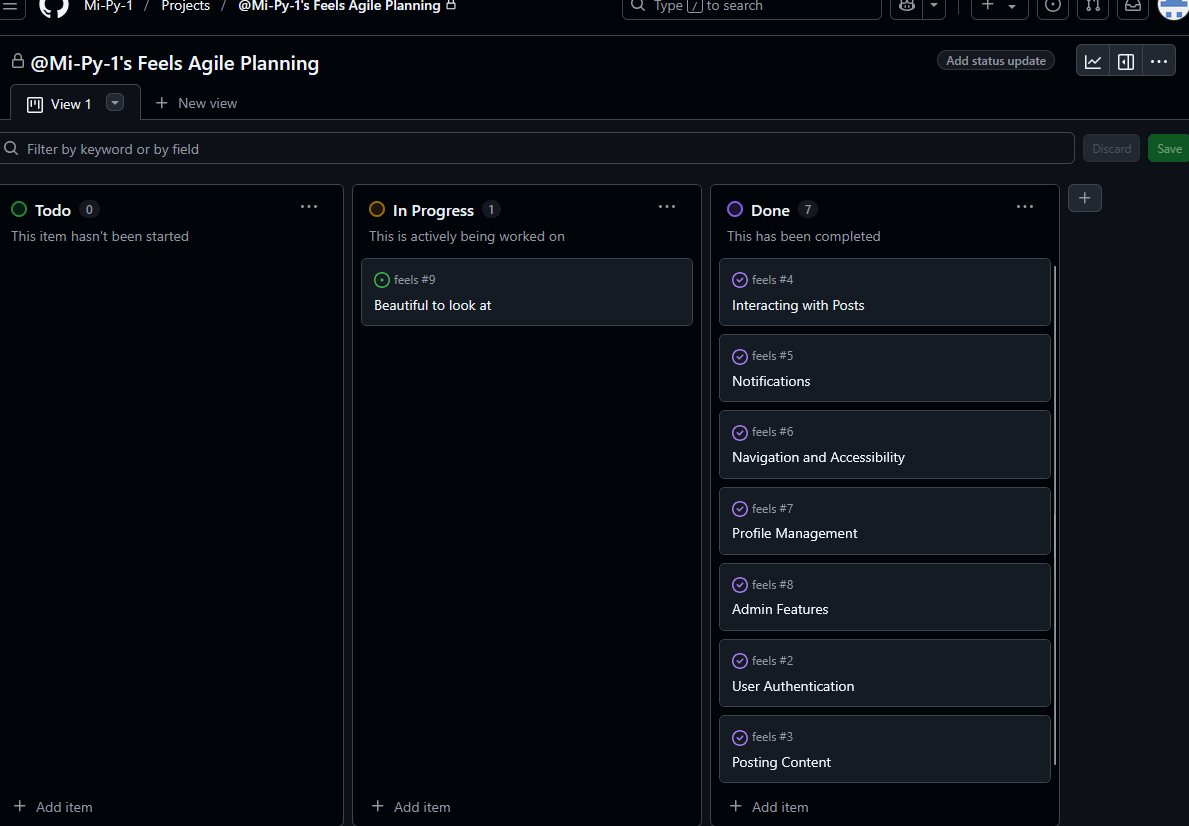 Mi-Py-1 / Projects / @Mi-Py-1's Feels Agile Planning
Type / to search
@Mi-Py-1's Feels Agile Planning
Add status update
View 1
New view
Filter by keyword or by field
Discard
Save
Todo 0
This item hasn't been started
Add item
In Progress 1
This is actively being worked on
feels #9
Beautiful to look at
Add item
Done 7
This has been completed
feels #4
Interacting with Posts
feels #5
Notifications
feels #6
Navigation and Accessibility
feels #7
Profile Management
feels #8
Admin Features
feels #2
User Authentication
feels #3
Posting Content
Add item